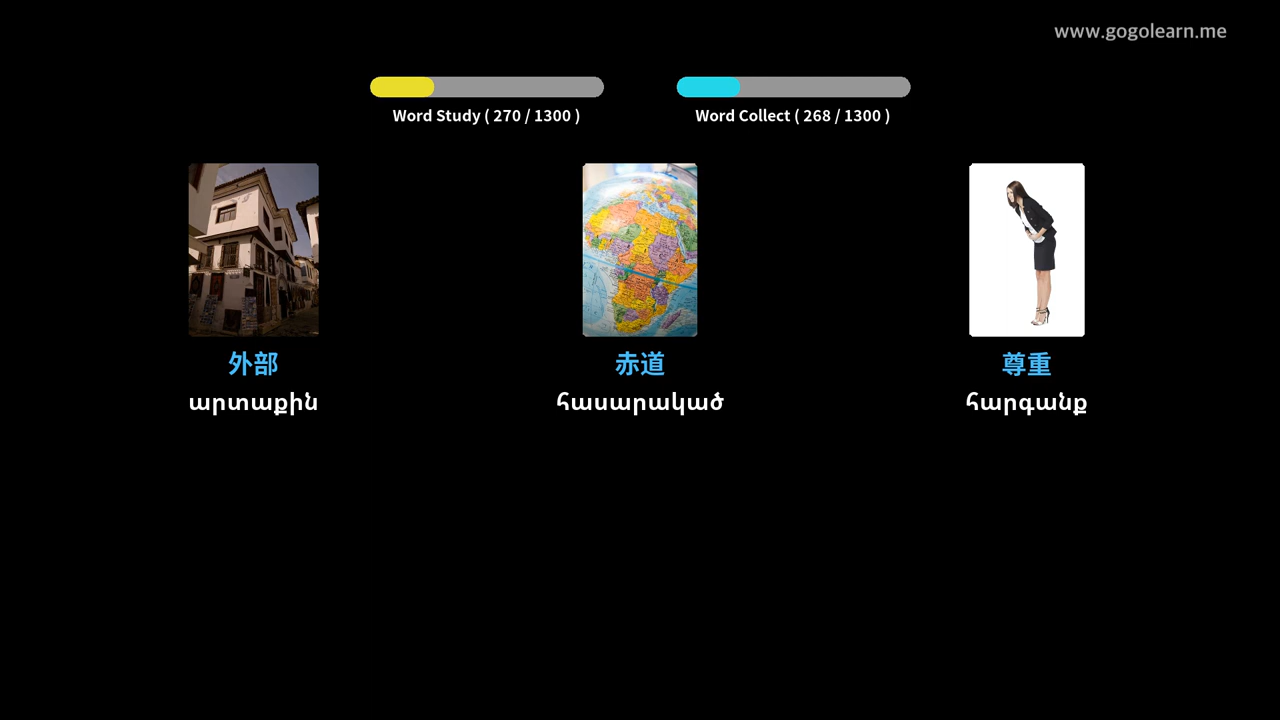 www.gogolearn.me
Word Study ( 270 / 1300 )
Word Collect ( 268 / 1300 )
外部
արտաքին
赤道
հասարակած
尊重
հարգանք